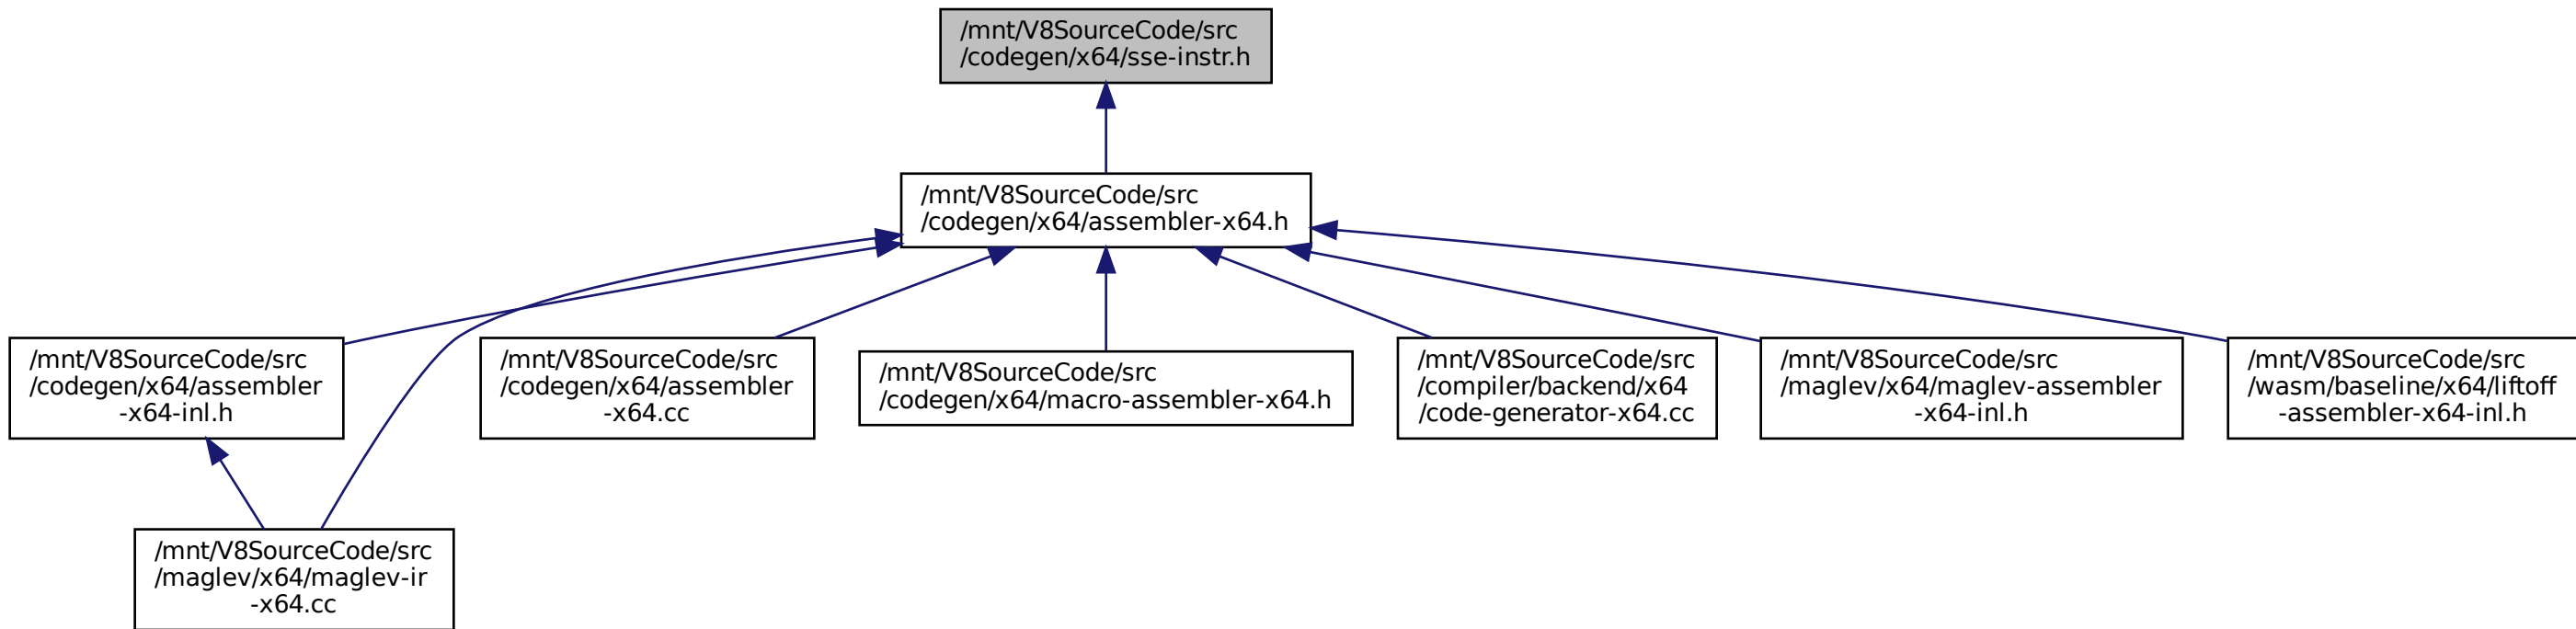 /mnt/V8SourceCode/src
/codegen/x64/sse-instr.h
/mnt/V8SourceCode/src
/codegen/x64/assembler-x64.h
/mnt/V8SourceCode/src
/codegen/x64/assembler
-x64-inl.h
/mnt/V8SourceCode/src
/codegen/x64/assembler
-x64.cc
/mnt/V8SourceCode/src
/codegen/x64/macro-assembler-x64.h
/mnt/V8SourceCode/src
/compiler/backend/x64
/code-generator-x64.cc
/mnt/V8SourceCode/src
/maglev/x64/maglev-assembler
-x64-inl.h
/mnt/V8SourceCode/src
/wasm/baseline/x64/liftoff
-assembler-x64-inl.h
/mnt/V8SourceCode/src
/maglev/x64/maglev-ir
-x64.cc